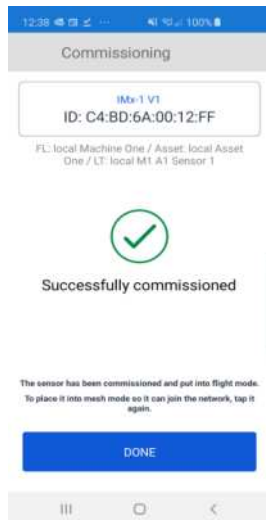 12:38 ... 100%
Commissioning
IMx-1 V1
ID: C4:BD:6A:00:12:FF
FL: local Machine One / Asset: local Asset
One / LT: local M1 A1 Sensor 1
Successfully commissioned
The sensor has been commissioned and put into flight mode.
To place it into mesh mode so it can join the network, tap it
again.
DONE